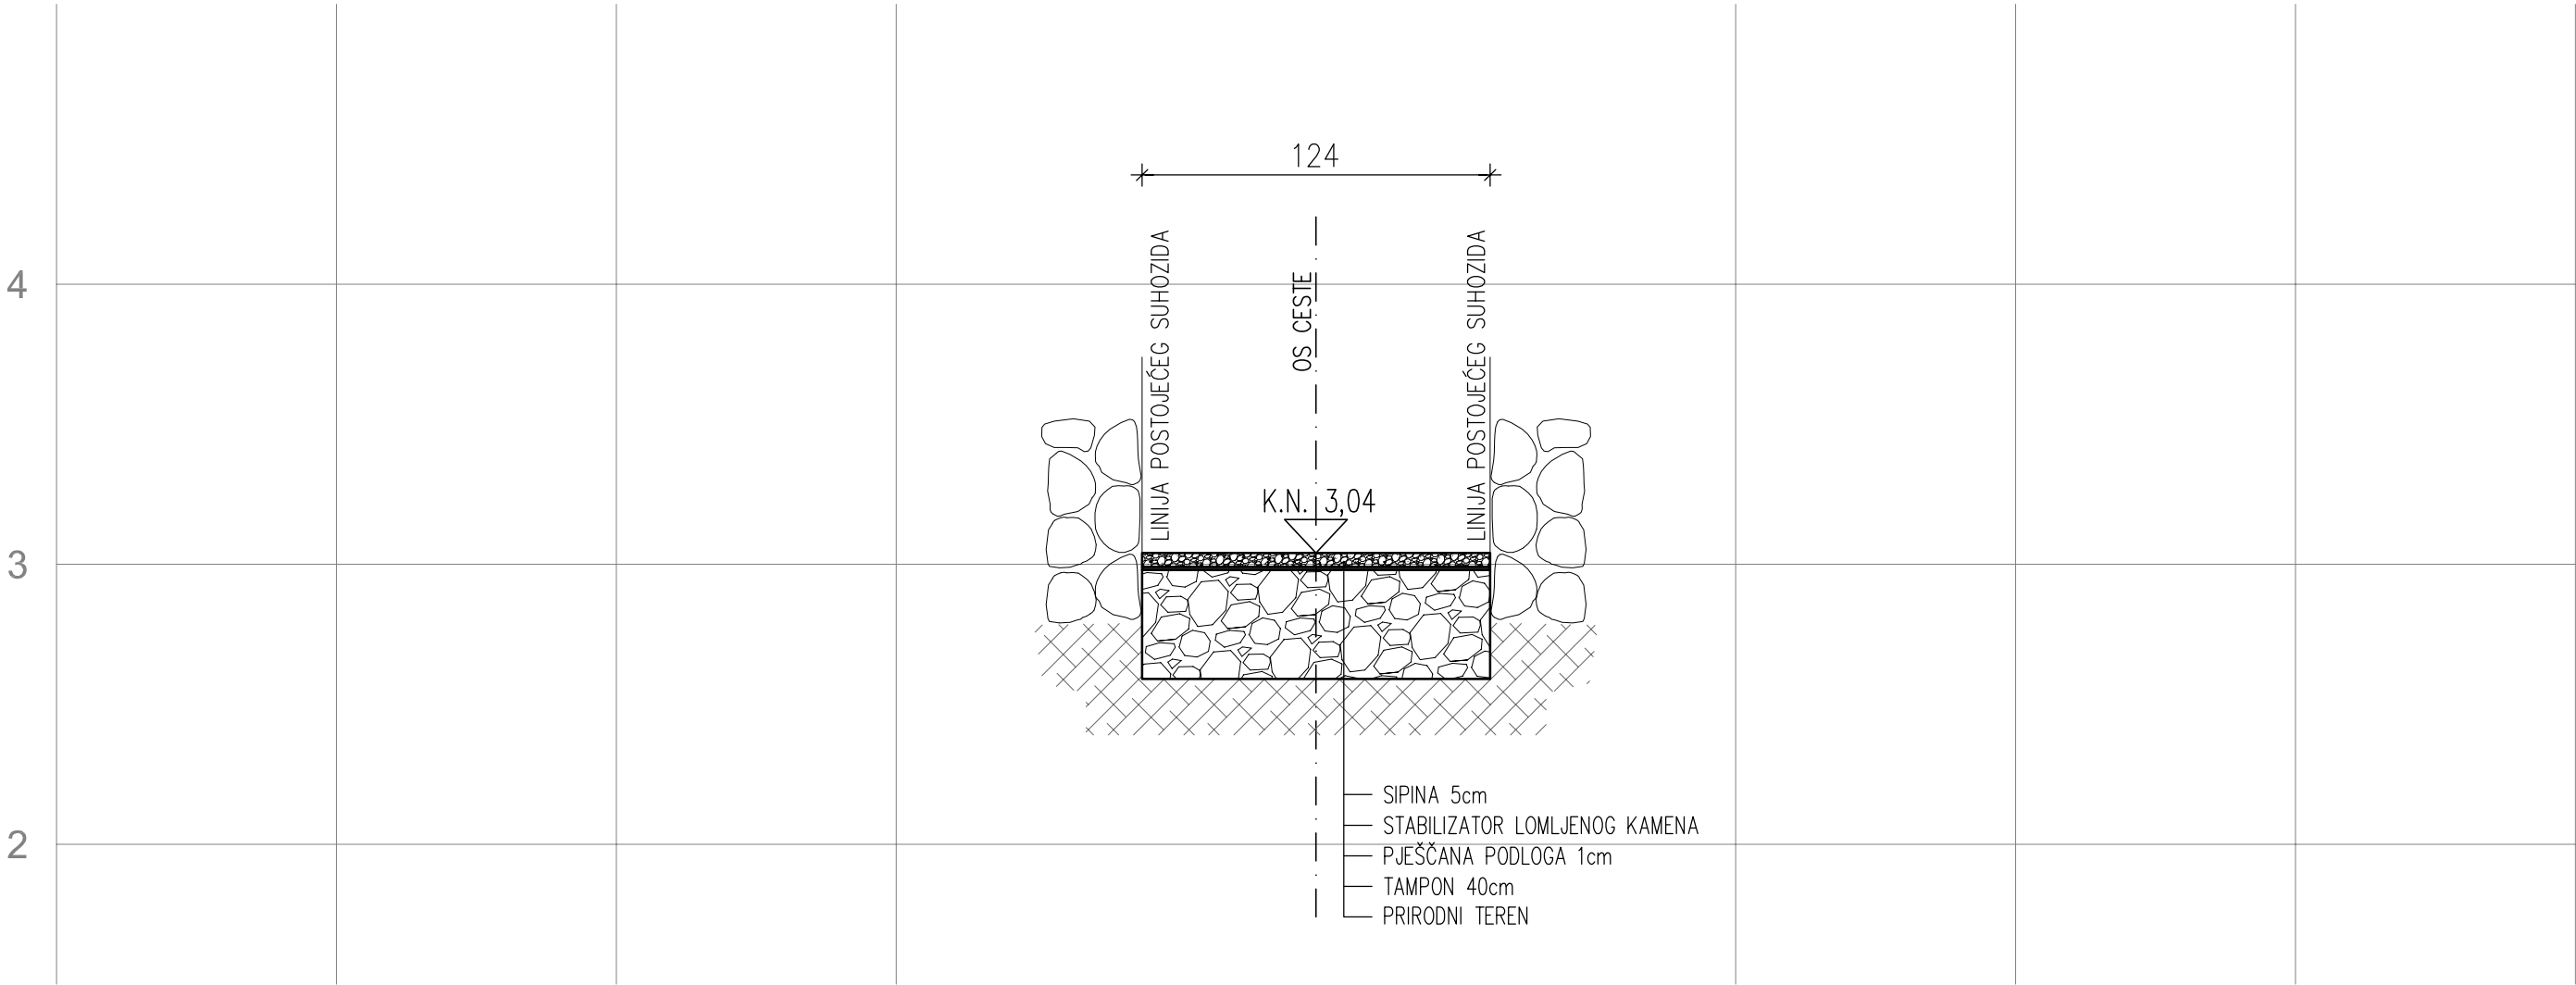 124
LINIJA POSTOJEĆEG SUHOZIDA
OS CESTE
LINIJA POSTOJEĆEG SUHOZIDA
4
K.N. 3,04
3
SIPINA 5cm
STABILIZATOR LOMLJENOG KAMENA
2
PJEŠČANA PODLOGA 1cm
TAMPON 40cm
PRIRODNI TEREN